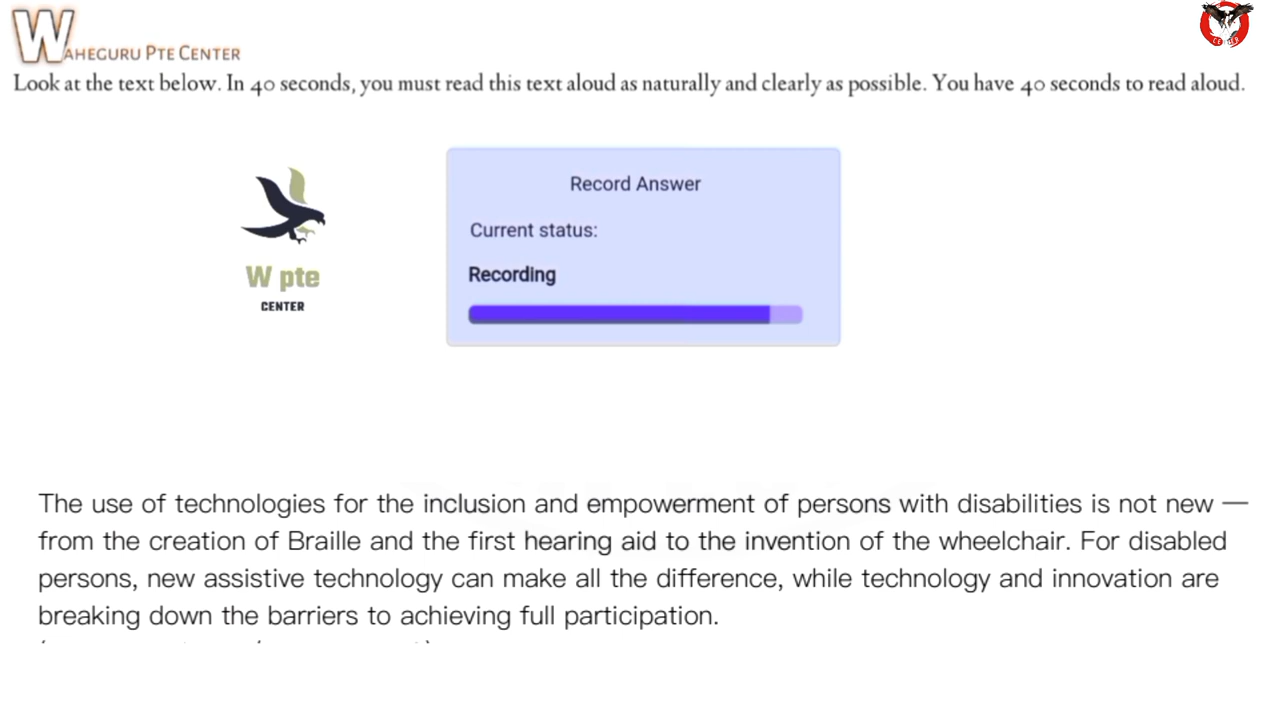 WAHEGURU PTE CENTER
Look at the text below. In 40 seconds, you must read this text aloud as naturally and clearly as possible. You have 40 seconds to read aloud.
W pte
CENTER
Record Answer
Current status:
Recording
The use of technologies for the inclusion and empowerment of persons with disabilities is not new —
from the creation of Braille and the first hearing aid to the invention of the wheelchair. For disabled
persons, new assistive technology can make all the difference, while technology and innovation are
breaking down the barriers to achieving full participation.